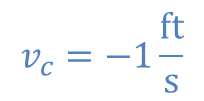 v_c = −1 ft/s